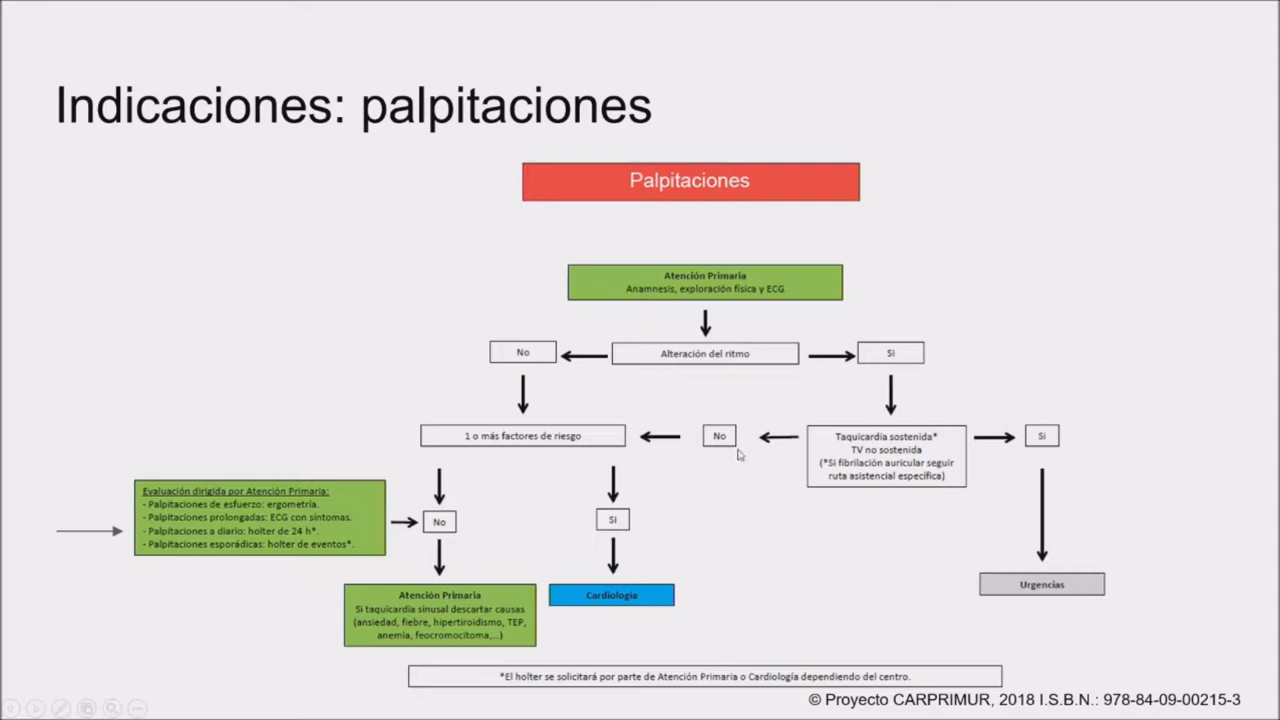 Indicaciones: palpitaciones
Palpitaciones
Atención Primaria
Anamnesis, exploración física y ECG
No
Alteración del ritmo
Si
1 o más factores de riesgo
No
Taquicardia sostenida*
TV no sostenida
(*Si fibrilación auricular seguir
ruta asistencial específica)
Si
Evaluación dirigida por Atención Primaria:
- Palpitaciones de esfuerzo: ergometría.
- Palpitaciones prolongadas: ECG con síntomas.
- Palpitaciones a diario: holter de 24 h*.
- Palpitaciones esporádicas: holter de eventos*.
No
Si
Atención Primaria
Si taquicardia sinusal descartar causas
(ansiedad, fiebre, hipertiroidismo, TEP,
anemia, feocromocitoma,...)
Cardiología
Urgencias
*El holter se solicitará por parte de Atención Primaria o Cardiología dependiendo del centro.
© Proyecto CARPRIMUR, 2018 I.S.B.N.: 978-84-09-00215-3